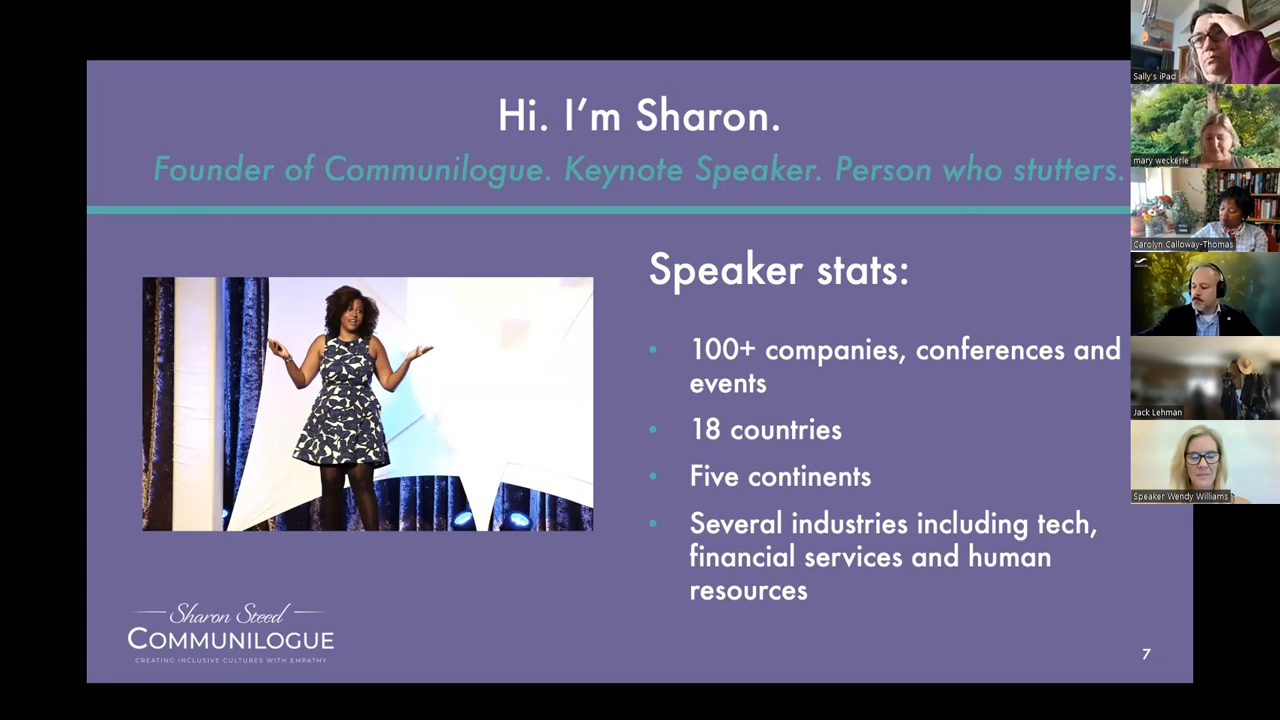 Hi. I'm Sharon.
Founder of Communilogue. Keynote Speaker. Person who stutters.
Speaker stats:
• 100+ companies, conferences and
events
• 18 countries
• Five continents
• Several industries including tech,
financial services and human
resources
Sharon Steed
COMMUNILOGUE
CREATING INCLUSIVE CULTURES WITH EMPATHY
7
Sally's iPad
mary weckerle
Carolyn Calloway-Thomas
Jack Lehman
Speaker Wendy Williams